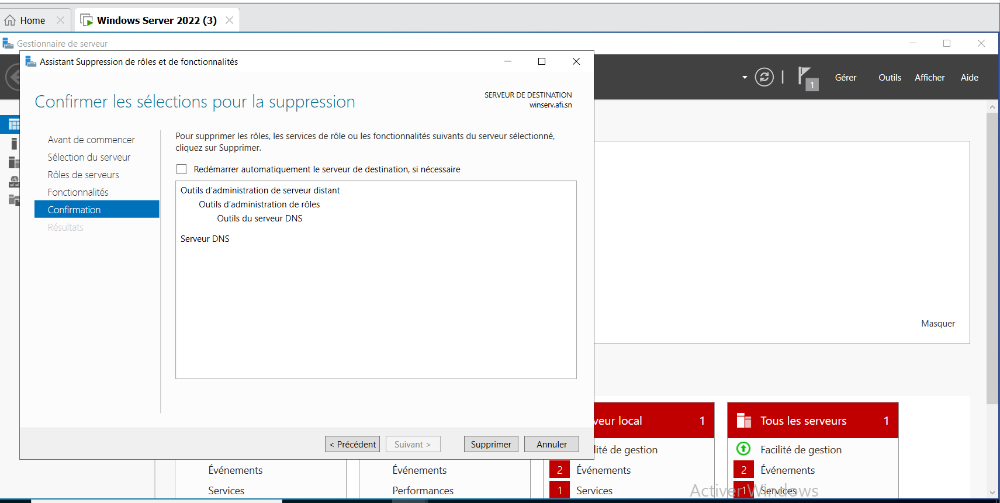 Home
Windows Server 2022 (3)
Gestionnaire de serveur
Assistant Suppression de rôles et de fonctionnalités
1
Gérer
Outils
Afficher
Aide
Confirmer les sélections pour la suppression
SERVEUR DE DESTINATION
winserv.afi.sn
Avant de commencer
Sélection du serveur
Rôles de serveurs
Fonctionnalités
Confirmation
Résultats
Pour supprimer les rôles, les services de rôle ou les fonctionnalités suivants du serveur sélectionné,
cliquez sur Supprimer.
Redémarrer automatiquement le serveur de destination, si nécessaire
Outils d’administration de serveur distant
Outils d’administration de rôles
Outils du serveur DNS
Serveur DNS
Masquer
< Précédent
Suivant >
Supprimer
Annuler
veur local 1
Tous les serveurs 1
lité de gestion
Facilité de gestion
Événements
Événements
2 Événements
2 Événements
Services
Performances
1 Services
1 Services
Activer Windows